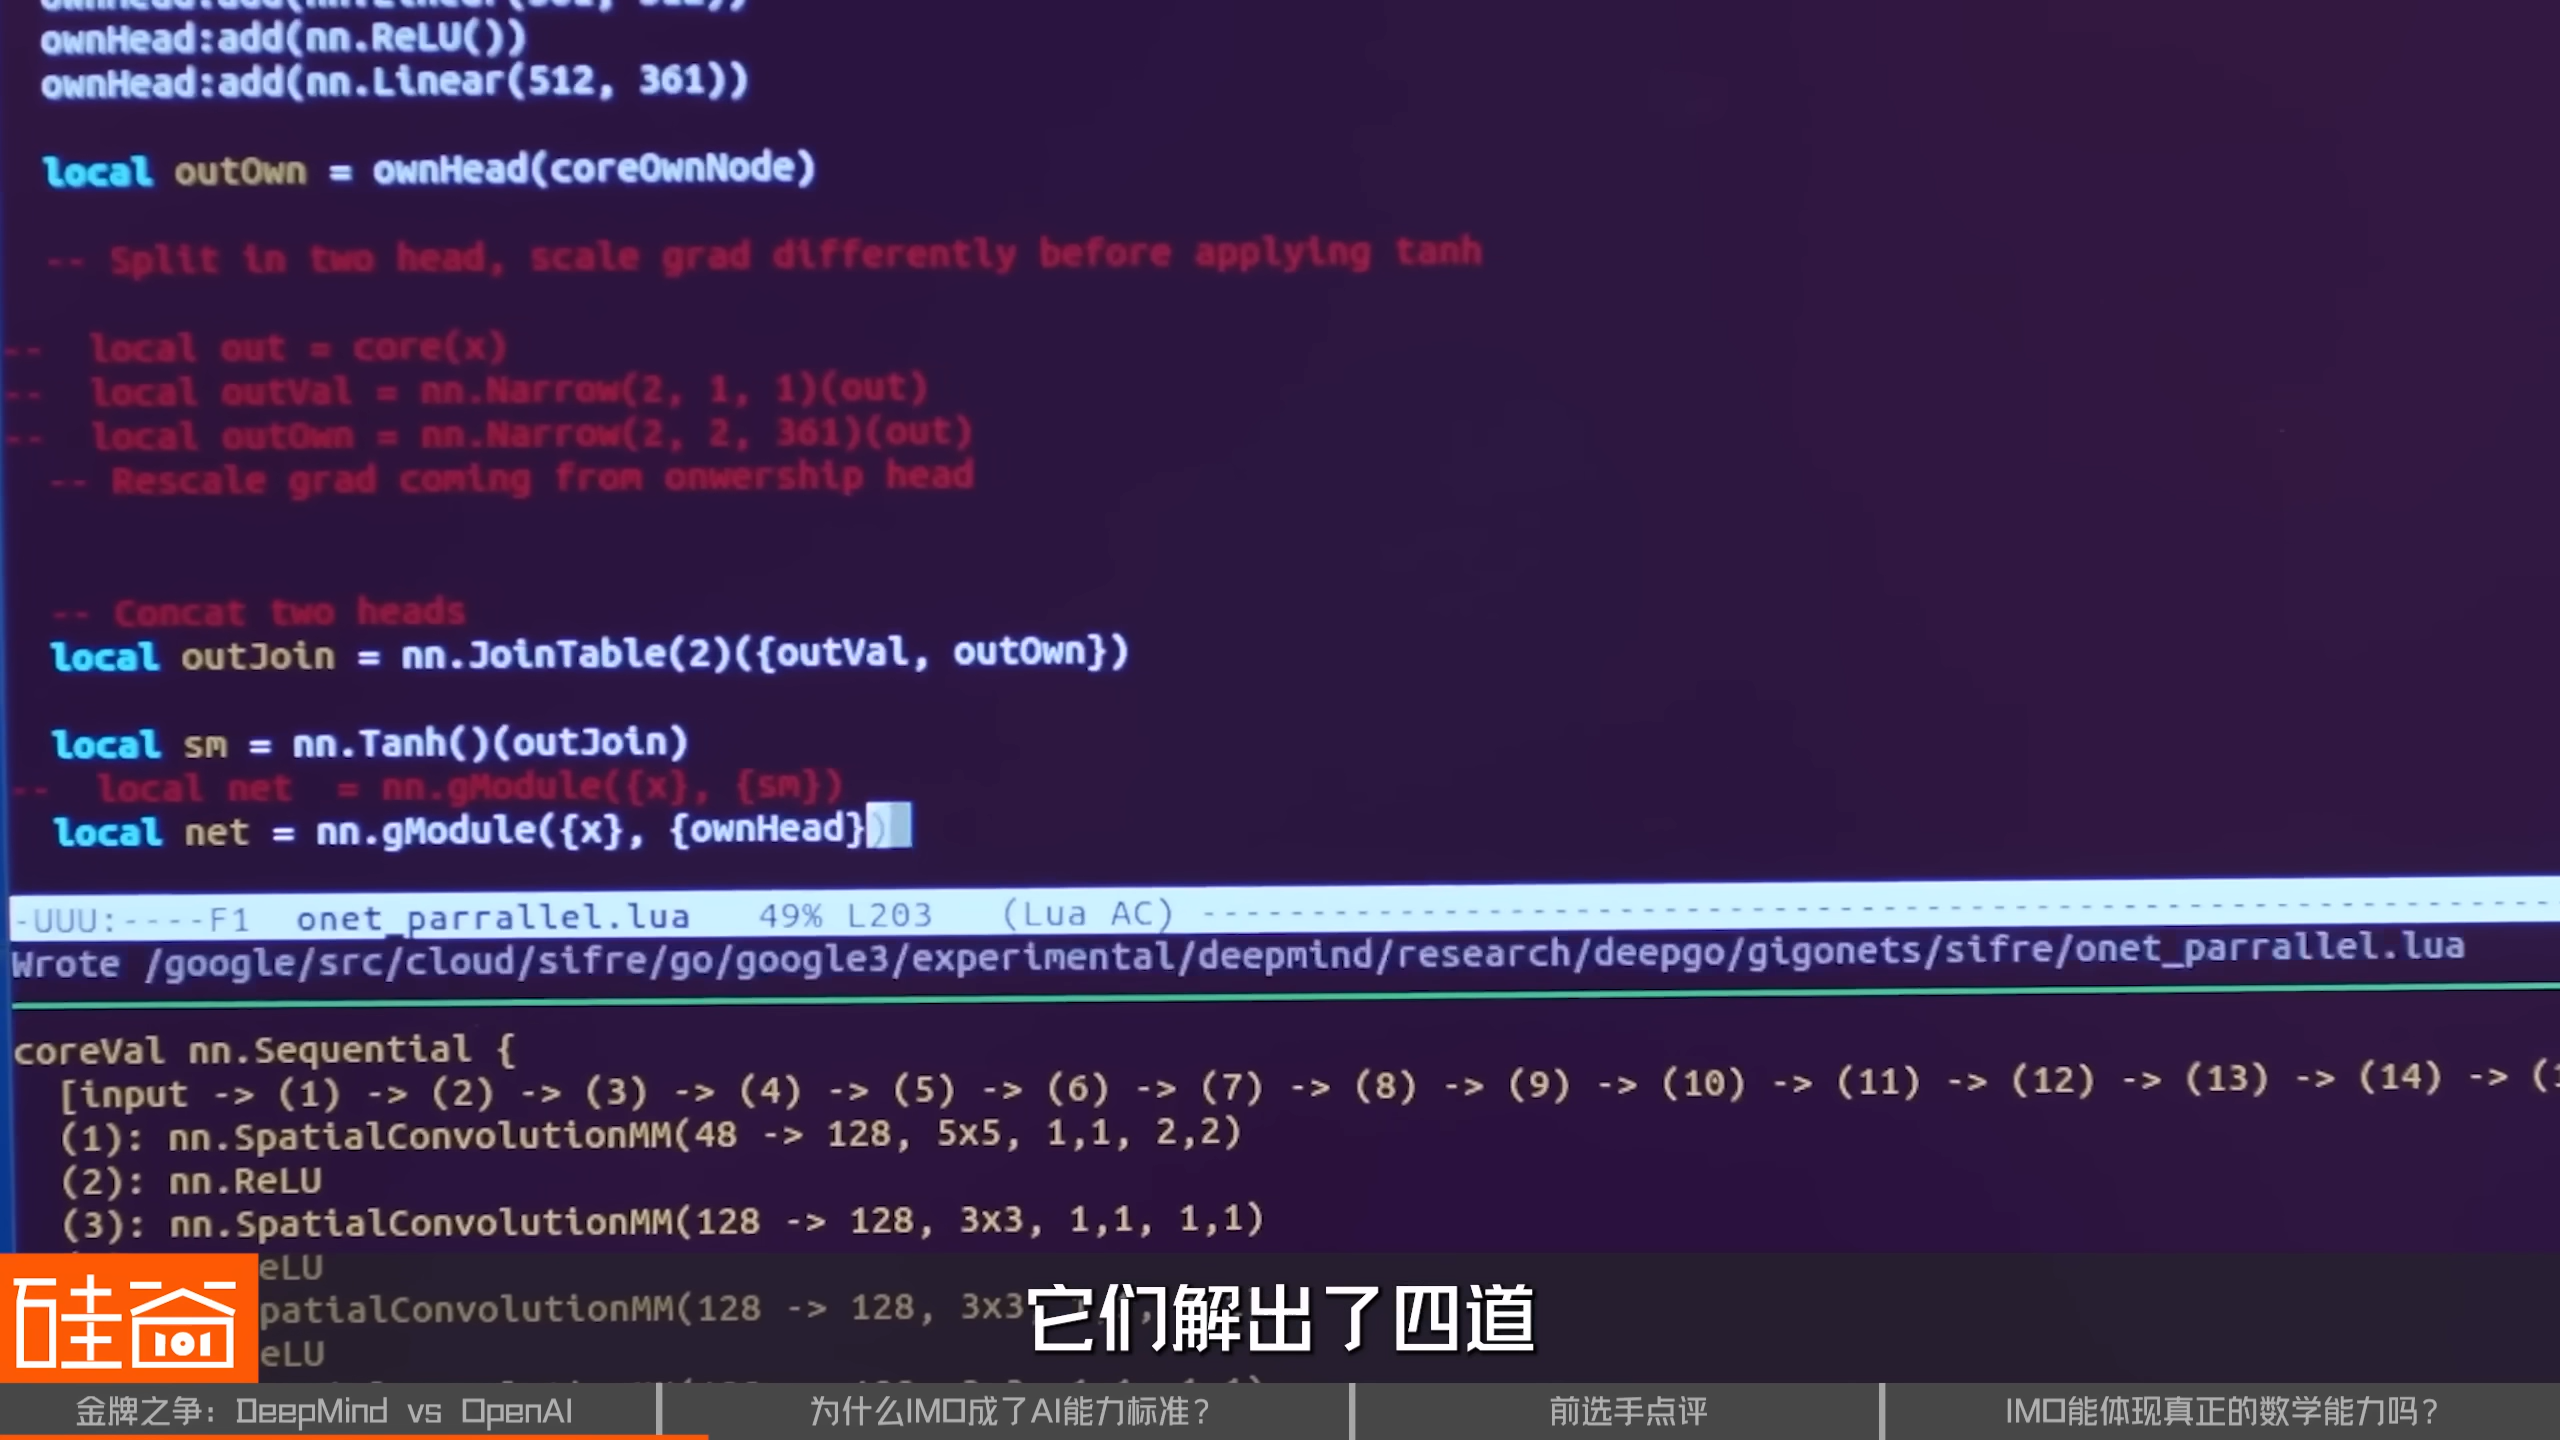 ownHead:add(nn.ReLU())
ownHead:add(nn.Linear(512, 361))
local outOwn = ownHead(coreOwnNode)
-- Split in two head, scale grad differently before applying tanh
-- local out = core(x)
-- local outVal = nn.Narrow(2, 1, 1)(out)
-- local outOwn = nn.Narrow(2, 2, 361)(out)
-- Rescale grad coming from onwership head
-- Concat two heads
local outJoin = nn.JoinTable(2)({outVal, outOwn})
local sm = nn.Tanh()(outJoin)
-- local net = nn.gModule({x}, {sm})
local net = nn.gModule({x}, {ownHead})
-UUU:----F1 onet_parrallel.lua 49% L203 (Lua AC) --------------------------------
Wrote /google/src/cloud/sifre/go/google3/experimental/deepmind/research/deepgo/gigonets/sifre/onet_parrallel.lua
coreVal nn.Sequential {
[input -> (1) -> (2) -> (3) -> (4) -> (5) -> (6) -> (7) -> (8) -> (9) -> (10) -> (11) -> (12) -> (13) -> (14) -> (
(1): nn.SpatialConvolutionMM(48 -> 128, 5x5, 1,1, 2,2)
(2): nn.ReLU
(3): nn.SpatialConvolutionMM(128 -> 128, 3x3, 1,1, 1,1)
eLU
patialConvolutionMM(128 -> 128, 3x3,
eLU
硅谷101
它们解出了四道
金牌之争：DeepMind vs OpenAI
为什么IMO成了AI能力标准？
前选手点评
IMO能体现真正的数学能力吗？